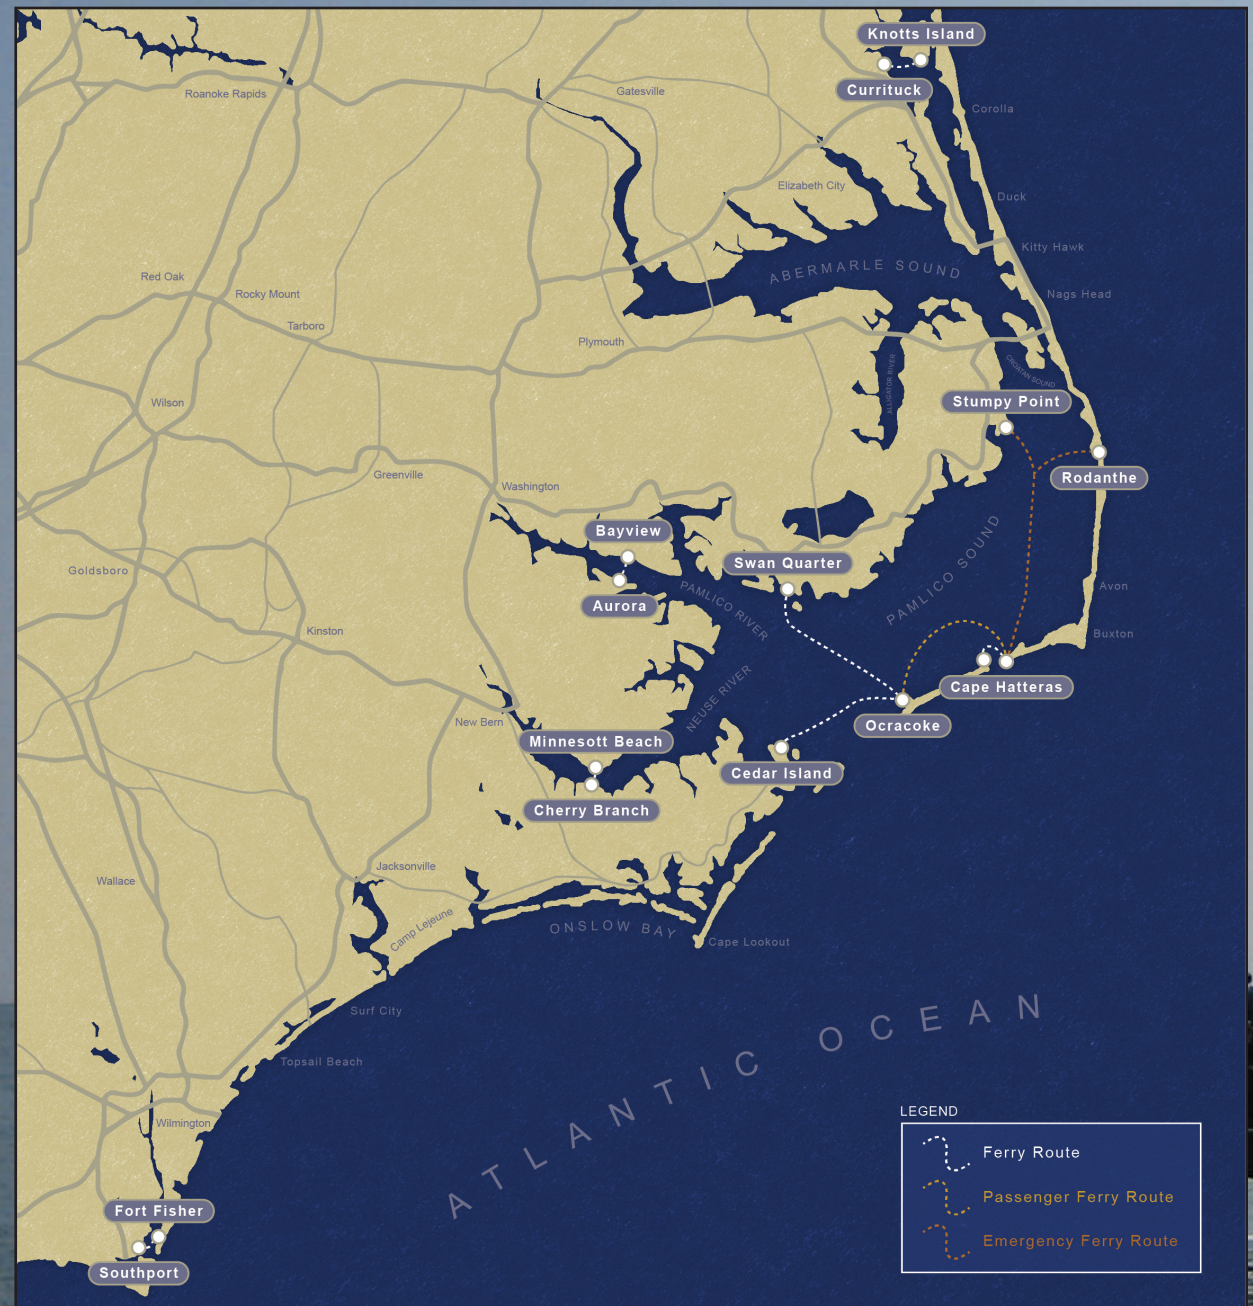 Knotts Island
Currituck
Roanoke Rapids
Gatesville
Corolla
Elizabeth City
Duck
Kitty Hawk
ABERMARLE SOUND
Red Oak
Rocky Mount
Nags Head
Tarboro
Plymouth
CROATAN SOUND
ALLIGATOR RIVER
Stumpy Point
Wilson
Greenville
Rodanthe
Washington
Bayview
Swan Quarter
PAMLICO SOUND
Goldsboro
Aurora
PAMLICO RIVER
Avon
Kinston
Buxton
NEUSE RIVER
Cape Hatteras
New Bern
Ocracoke
Minnesott Beach
Cedar Island
Cherry Branch
Jacksonville
Wallace
Camp Lejeune
ONSLOW BAY
Cape Lookout
Surf City
ATLANTIC OCEAN
Topsail Beach
Wilmington
LEGEND
Ferry Route
Passenger Ferry Route
Emergency Ferry Route
Fort Fisher
Southport